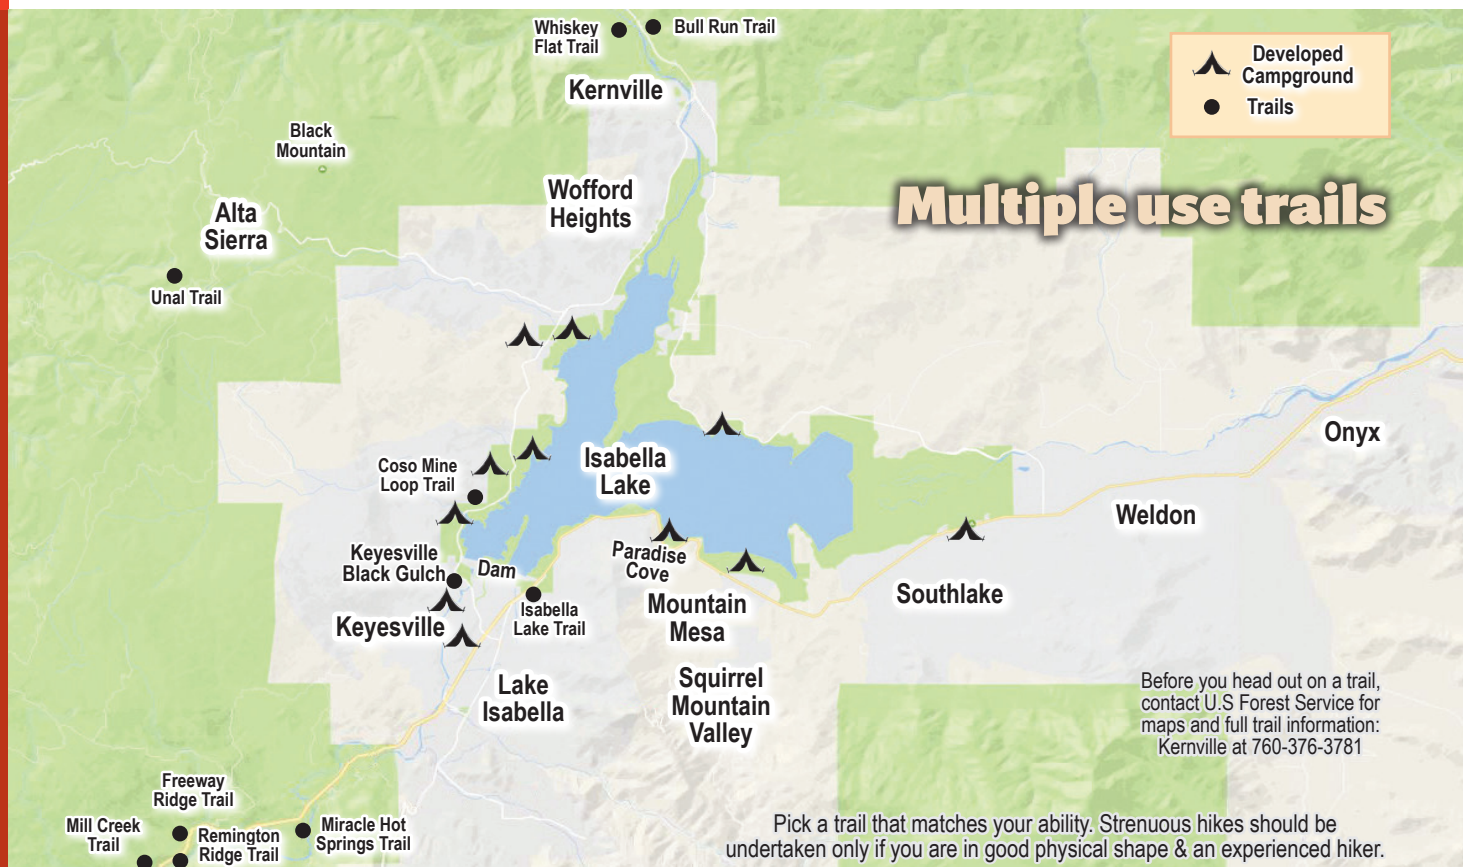 Whiskey
Flat Trail
Bull Run Trail
Developed
Campground
Trails
Kernville
Black
Mountain
Wofford
Heights
Multiple use trails
Alta
Sierra
Unal Trail
Onyx
Coso Mine
Loop Trail
Isabella
Lake
Weldon
Keyesville
Black Gulch
Dam
Paradise
Cove
Southlake
Isabella
Lake Trail
Mountain
Mesa
Keyesville
Lake
Isabella
Squirrel
Mountain
Valley
Before you head out on a trail,
contact U.S Forest Service for
maps and full trail information:
Kernville at 760-376-3781
Freeway
Ridge Trail
Mill Creek
Trail
Remington
Ridge Trail
Miracle Hot
Springs Trail
Pick a trail that matches your ability. Strenuous hikes should be
undertaken only if you are in good physical shape & an experienced hiker.